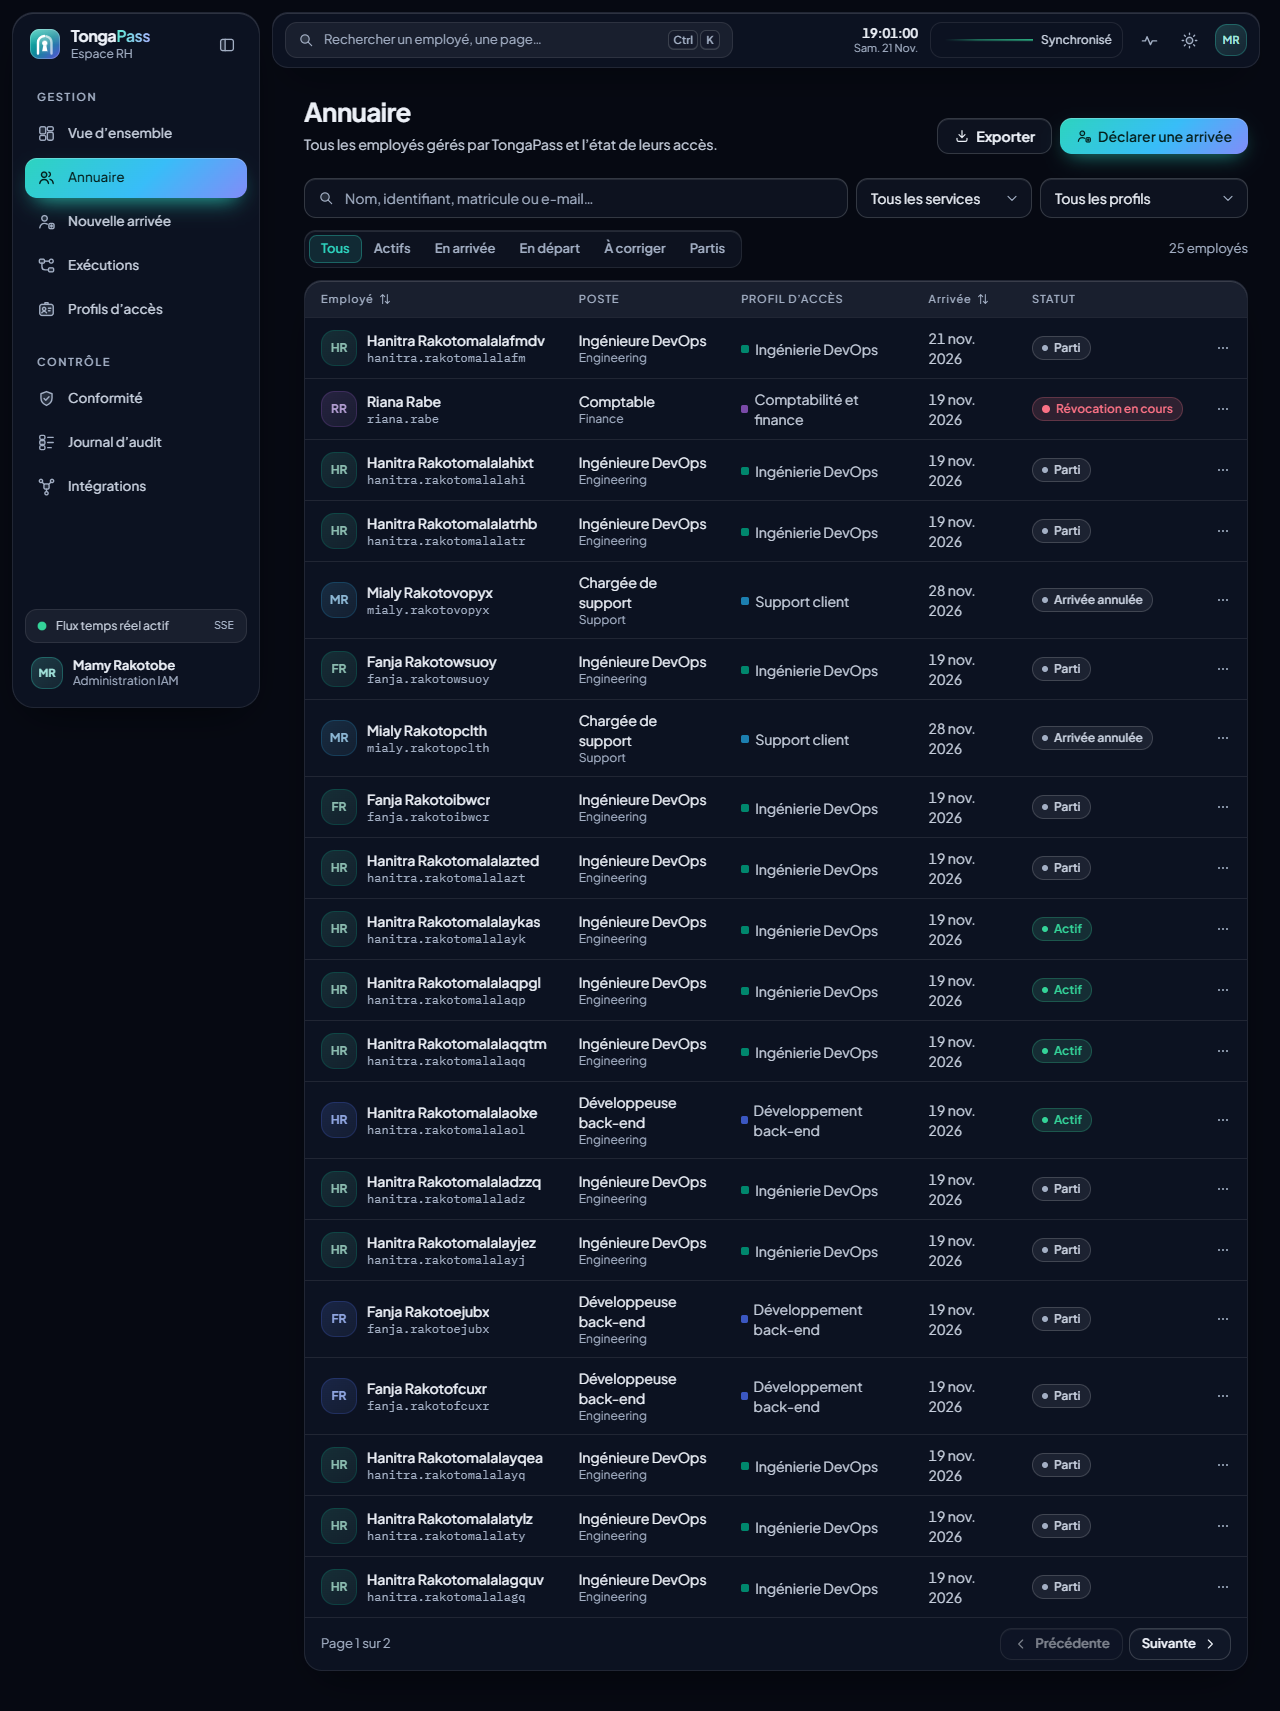 TongaPass
Espace RH
Rechercher un employé, une page...
Ctrl K
19:01:00
Sam. 21 Nov.
Synchronisé
MR
GESTION
Vue d'ensemble
Annuaire
Nouvelle arrivée
Exécutions
Profils d'accès
CONTRÔLE
Conformité
Journal d'audit
Intégrations
Flux temps réel actif SSE
MR
Mamy Rakotobe
Administration IAM
Annuaire
Tous les employés gérés par TongaPass et l'état de leurs accès.
Exporter
Déclarer une arrivée
Nom, identifiant, matricule ou e-mail...
Tous les services
Tous les profils
Tous Actifs En arrivée En départ À corriger Partis
25 employés
Employé POSTE PROFIL D'ACCÈS Arrivée STATUT
HR Hanitra Rakotomalalafmdv Ingénieure DevOps Ingénierie DevOps 21 nov. Parti ...
hanitra.rakotomalalafm Engineering 2026
RR Riana Rabe Comptable Comptabilité et 19 nov. Révocation en cours ...
riana.rabe Finance finance 2026
HR Hanitra Rakotomalalahixt Ingénieure DevOps Ingénierie DevOps 19 nov. Parti ...
hanitra.rakotomalalahi Engineering 2026
HR Hanitra Rakotomalalatrhb Ingénieure DevOps Ingénierie DevOps 19 nov. Parti ...
hanitra.rakotomalalatr Engineering 2026
MR Mialy Rakotovopyx Chargée de support Support client 28 nov. Arrivée annulée ...
mialy.rakotovopyx Support 2026
FR Fanja Rakotowsuoy Ingénieure DevOps Ingénierie DevOps 19 nov. Parti ...
fanja.rakotowsuoy Engineering 2026
MR Mialy Rakotopclth Chargée de support Support client 28 nov. Arrivée annulée ...
mialy.rakotopclth Support 2026
FR Fanja Rakotoibwcr Ingénieure DevOps Ingénierie DevOps 19 nov. Parti ...
fanja.rakotoibwcr Engineering 2026
HR Hanitra Rakotomalalazted Ingénieure DevOps Ingénierie DevOps 19 nov. Parti ...
hanitra.rakotomalalazt Engineering 2026
HR Hanitra Rakotomalalaykas Ingénieure DevOps Ingénierie DevOps 19 nov. Actif ...
hanitra.rakotomalalayk Engineering 2026
HR Hanitra Rakotomalalaqpgl Ingénieure DevOps Ingénierie DevOps 19 nov. Actif ...
hanitra.rakotomalalaqp Engineering 2026
HR Hanitra Rakotomalalaqqtm Ingénieure DevOps Ingénierie DevOps 19 nov. Actif ...
hanitra.rakotomalalaqq Engineering 2026
HR Hanitra Rakotomalalaolxe Développeuse back-end Développement back-end 19 nov. Actif ...
hanitra.rakotomalalaol Engineering 2026
HR Hanitra Rakotomalaladzzq Ingénieure DevOps Ingénierie DevOps 19 nov. Parti ...
hanitra.rakotomalaladz Engineering 2026
HR Hanitra Rakotomalalayjez Ingénieure DevOps Ingénierie DevOps 19 nov. Parti ...
hanitra.rakotomalalayj Engineering 2026
FR Fanja Rakotoejubx Développeuse back-end Développement back-end 19 nov. Parti ...
fanja.rakotoejubx Engineering 2026
FR Fanja Rakotofcuxr Développeuse back-end Développement back-end 19 nov. Parti ...
fanja.rakotofcuxr Engineering 2026
HR Hanitra Rakotomalalayqea Ingénieure DevOps Ingénierie DevOps 19 nov. Parti ...
hanitra.rakotomalalayq Engineering 2026
HR Hanitra Rakotomalalatylz Ingénieure DevOps Ingénierie DevOps 19 nov. Parti ...
hanitra.rakotomalalaty Engineering 2026
HR Hanitra Rakotomalalagquv Ingénieure DevOps Ingénierie DevOps 19 nov. Parti ...
hanitra.rakotomalalagq Engineering 2026
Page 1 sur 2
Précédente Suivante